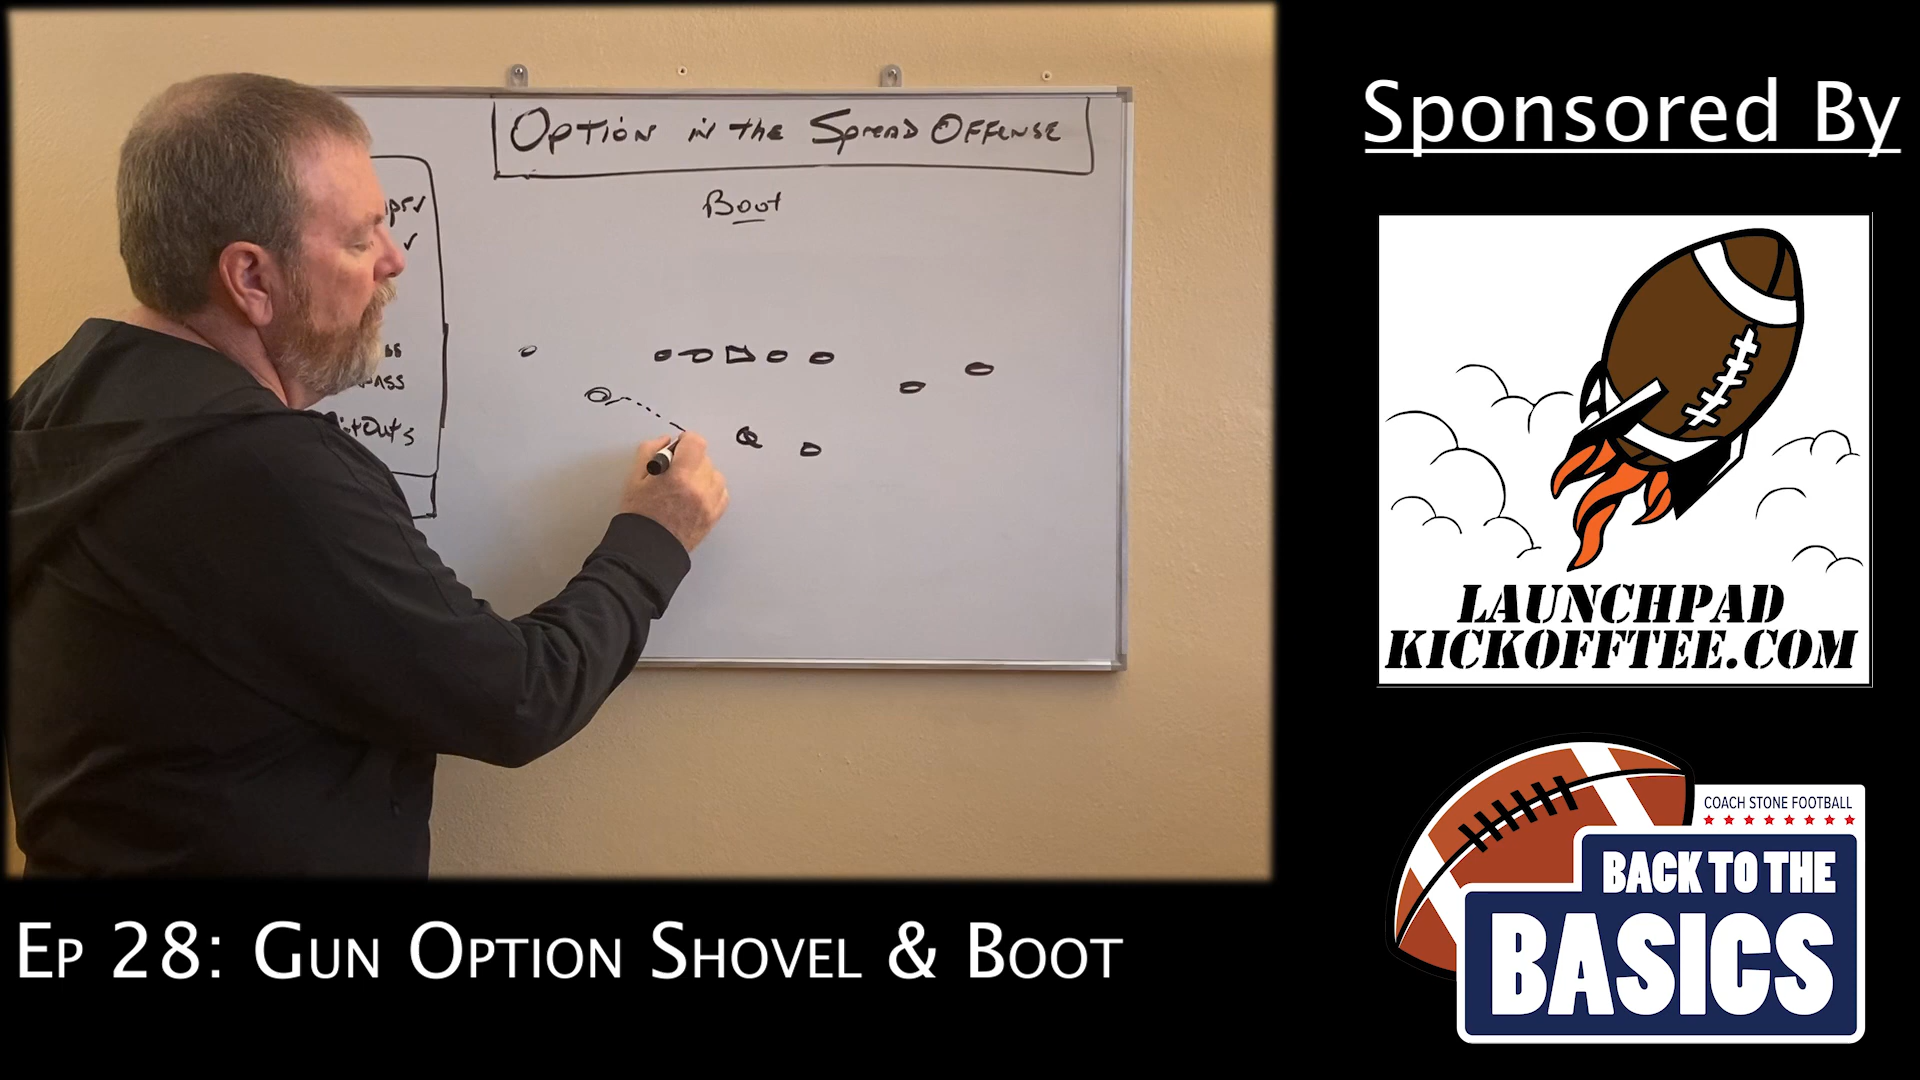 Option in the Spread Offense
Boot
Q
Sponsored By
LAUNCHPAD
KICKOFFTEE.COM
COACH STONE FOOTBALL
BACK TO THE
BASICS
Ep 28: Gun Option Shovel & Boot